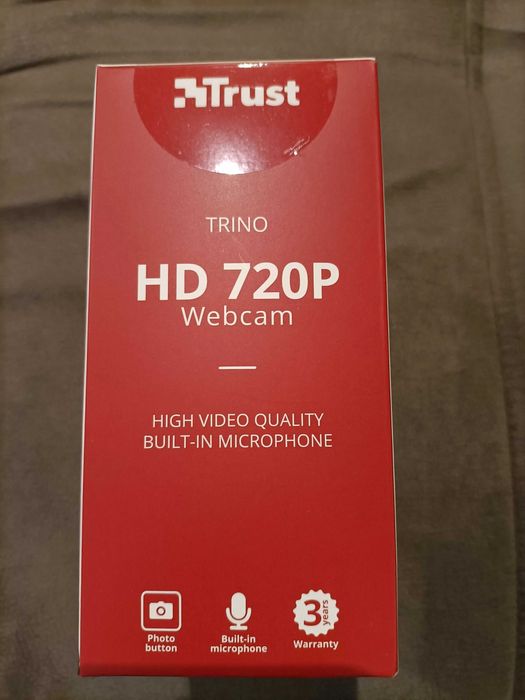 Trust
TRINO
HD 720P
Webcam
HIGH VIDEO QUALITY
BUILT-IN MICROPHONE
Photo
button
Built-in
microphone
3 years
Warranty